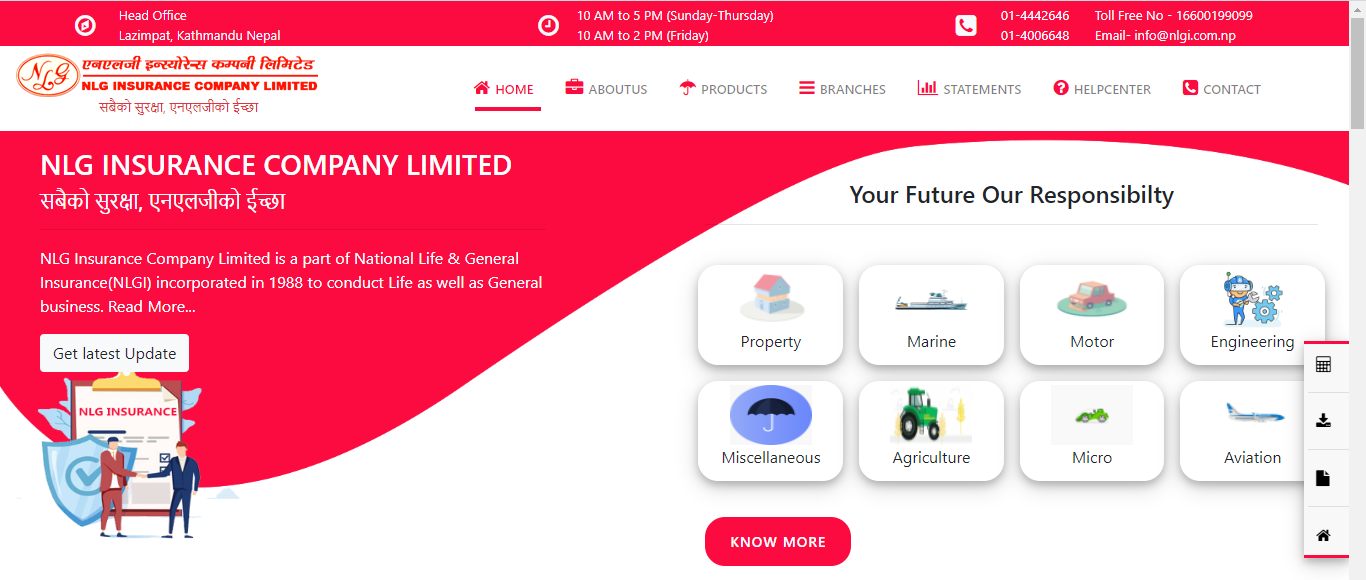 Head Office
Lazimpat, Kathmandu Nepal
10 AM to 5 PM (Sunday-Thursday)
10 AM to 2 PM (Friday)
01-4442646
01-4006648
Toll Free No - 16600199099
Email- info@nlgi.com.np
NLG
एनएलजी इन्स्योरेन्स कम्पनी लिमिटेड
NLG INSURANCE COMPANY LIMITED
सबैको सुरक्षा, एनएलजीको ईच्छा
HOME
ABOUTUS
PRODUCTS
BRANCHES
STATEMENTS
HELPCENTER
CONTACT
NLG INSURANCE COMPANY LIMITED
सबैको सुरक्षा, एनएलजीको ईच्छा
NLG Insurance Company Limited is a part of National Life & General
Insurance(NLGI) incorporated in 1988 to conduct Life as well as General
business. Read More...
Get latest Update
NLG INSURANCE
Your Future Our Responsibilty
Property
Marine
Motor
Engineering
Miscellaneous
Agriculture
Micro
Aviation
KNOW MORE